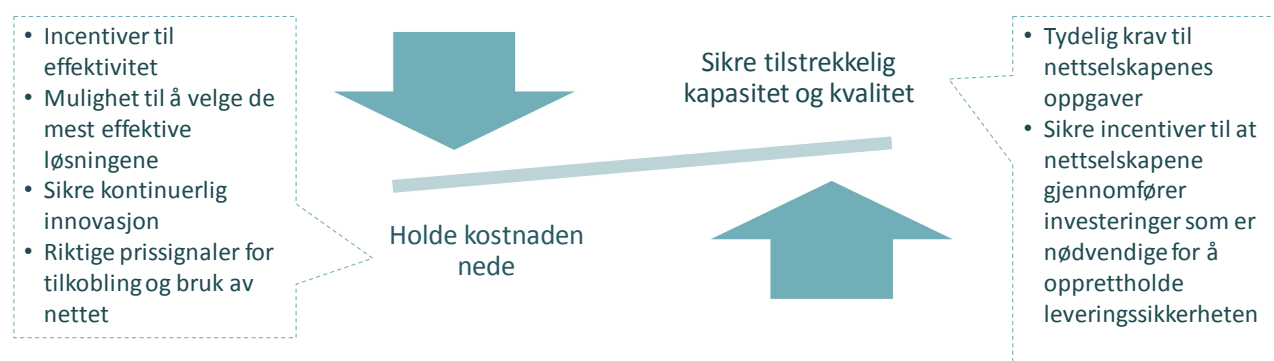 • Incentiver til
effektivitet
• Mulighet til å velge de
mest effektive
løsningene
• Sikre kontinuerlig
innovasjon
• Riktige prissignaler for
tilkobling og bruk av
nettet
Holde kostnaden
nede
Sikre tilstrekkelig
kapasitet og kvalitet
• Tydelig krav til
nettselskapenes
oppgaver
• Sikre incentiver til at
nettselskapene
gjennomfører
investeringer som er
nødvendige for å
opprettholde
leveringssikkerheten